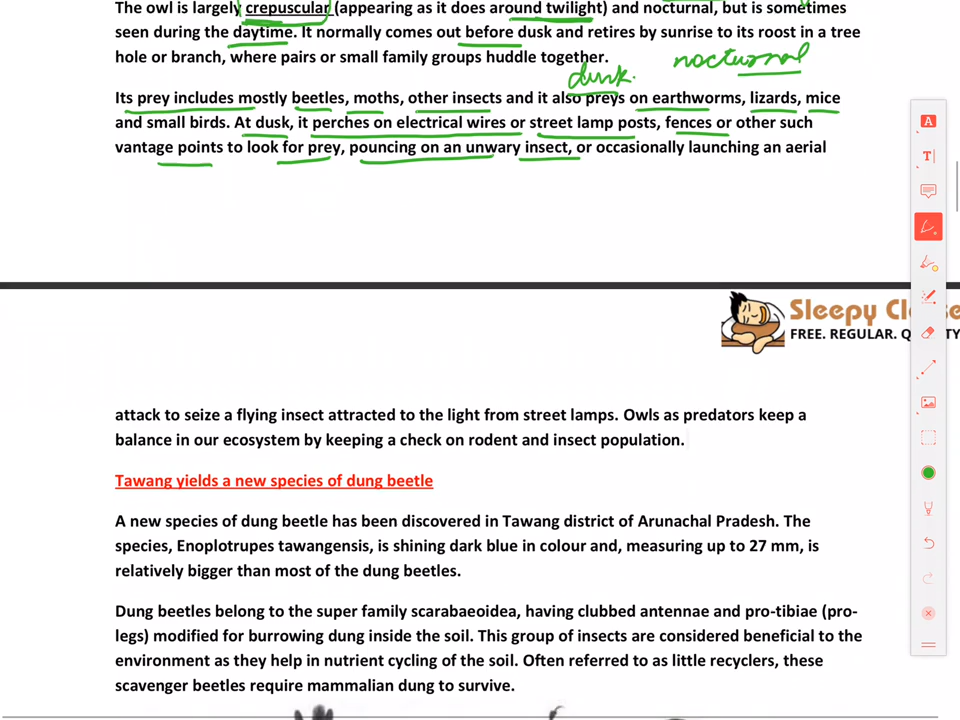 The owl is largely crepuscular (appearing as it does around twilight) and nocturnal, but is sometimes
seen during the daytime. It normally comes out before dusk and retires by sunrise to its roost in a tree
hole or branch, where pairs or small family groups huddle together.
nocturnal
dusk.
Its prey includes mostly beetles, moths, other insects and it also preys on earthworms, lizards, mice
and small birds. At dusk, it perches on electrical wires or street lamp posts, fences or other such
vantage points to look for prey, pouncing on an unwary insect, or occasionally launching an aerial
A
T
Sleepy Cl
FREE. REGULAR. Q TY
attack to seize a flying insect attracted to the light from street lamps. Owls as predators keep a
balance in our ecosystem by keeping a check on rodent and insect population.
Tawang yields a new species of dung beetle
A new species of dung beetle has been discovered in Tawang district of Arunachal Pradesh. The
species, Enoplotrupes tawangensis, is shining dark blue in colour and, measuring up to 27 mm, is
relatively bigger than most of the dung beetles.
Dung beetles belong to the super family scarabaeoidea, having clubbed antennae and pro-tibiae (pro-
legs) modified for burrowing dung inside the soil. This group of insects are considered beneficial to the
environment as they help in nutrient cycling of the soil. Often referred to as little recyclers, these
scavenger beetles require mammalian dung to survive.